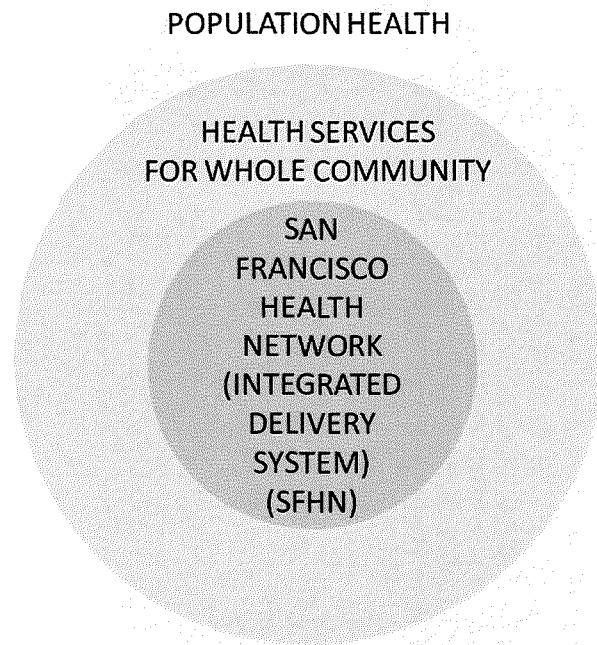 POPULATION HEALTH
HEALTH SERVICES
FOR WHOLE COMMUNITY
SAN
FRANCISCO
HEALTH
NETWORK
(INTEGRATED
DELIVERY
SYSTEM)
(SFHN)